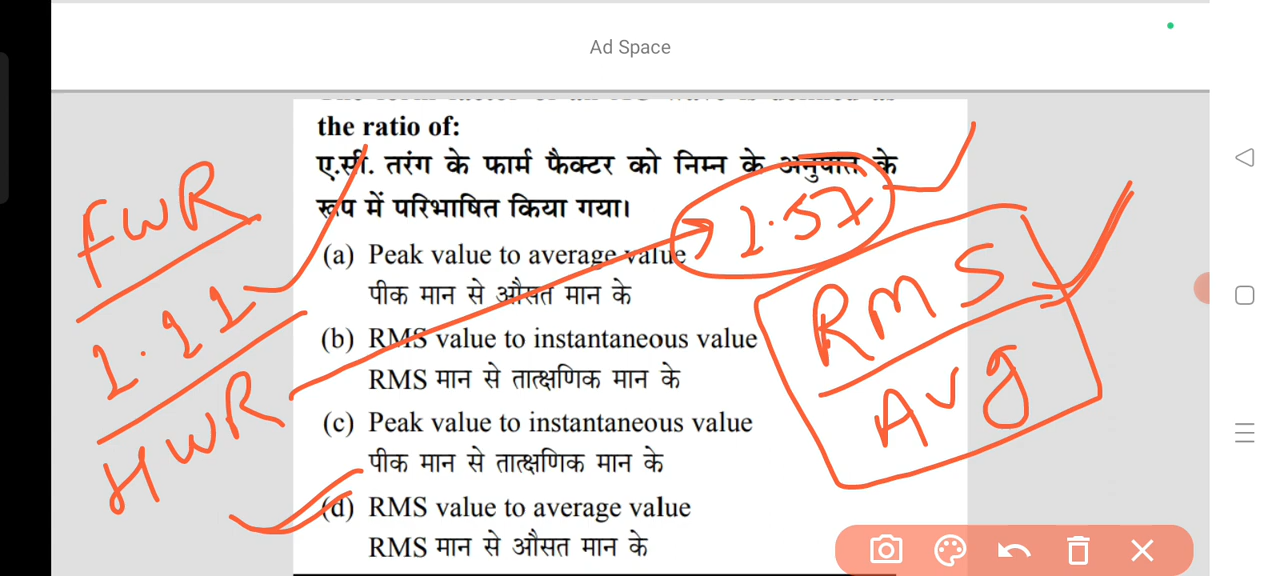 Ad Space
the ratio of:
ए.सी. तरंग के फार्म फैक्टर को निम्न के अनुपात के
रूप में परिभाषित किया गया।
(a) Peak value to average value
पीक मान से औसत मान के
(b) RMS value to instantaneous value
RMS मान से तात्क्षणिक मान के
(c) Peak value to instantaneous value
पीक मान से तात्क्षणिक मान के
(d) RMS value to average value
RMS मान से औसत मान के
FWR
1.11
HWR
1.57
RMS
Avg